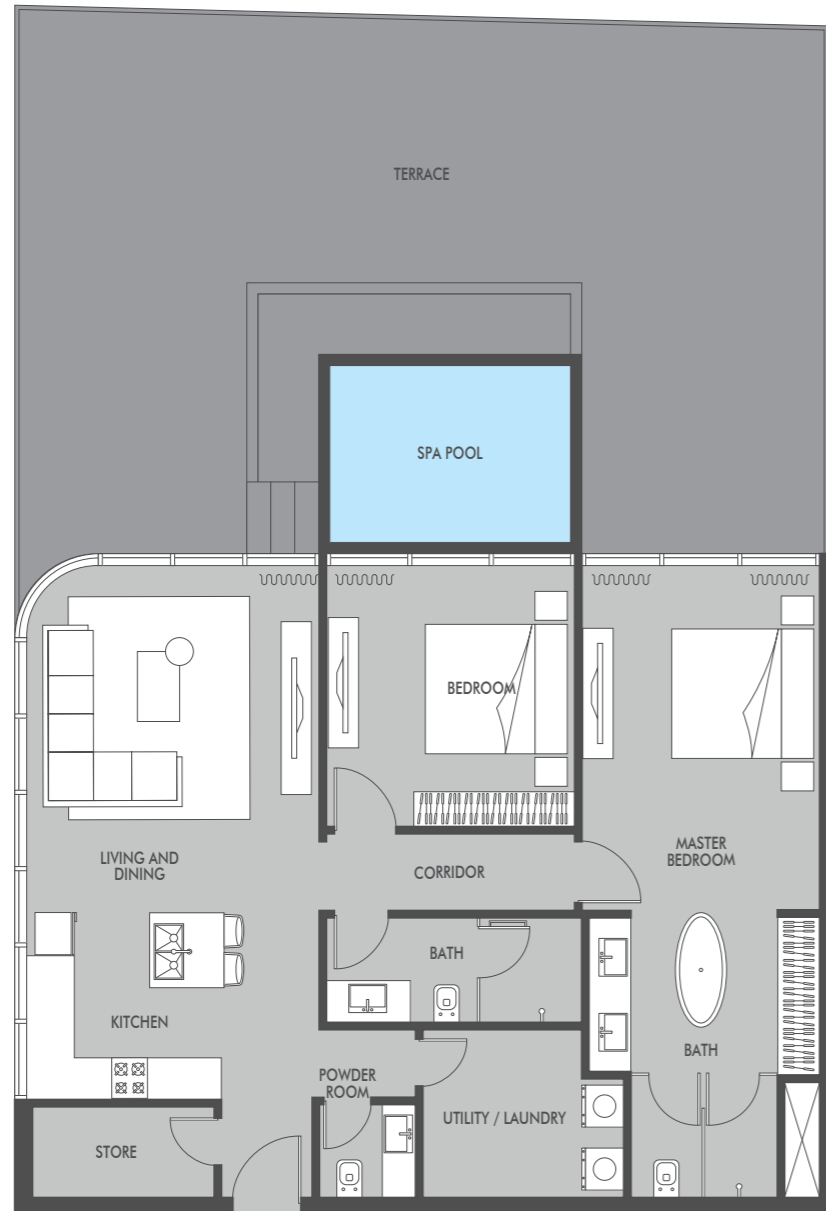 TERRACE
SPA POOL
BEDROOM
LIVING AND
DINING
CORRIDOR
MASTER
BEDROOM
BATH
KITCHEN
BATH
POWDER
ROOM
UTILITY / LAUNDRY
STORE